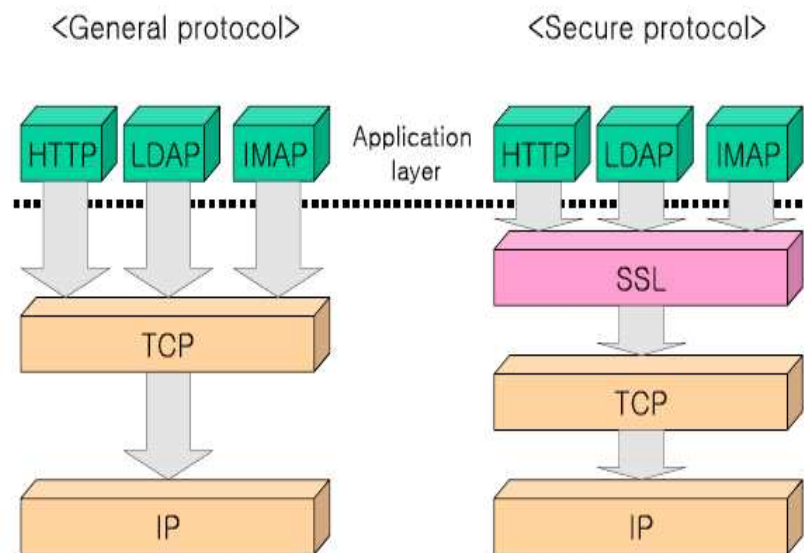 <General protocol>
<Secure protocol>
HTTP LDAP IMAP
Application
layer
HTTP LDAP IMAP
SSL
TCP
TCP
IP
IP